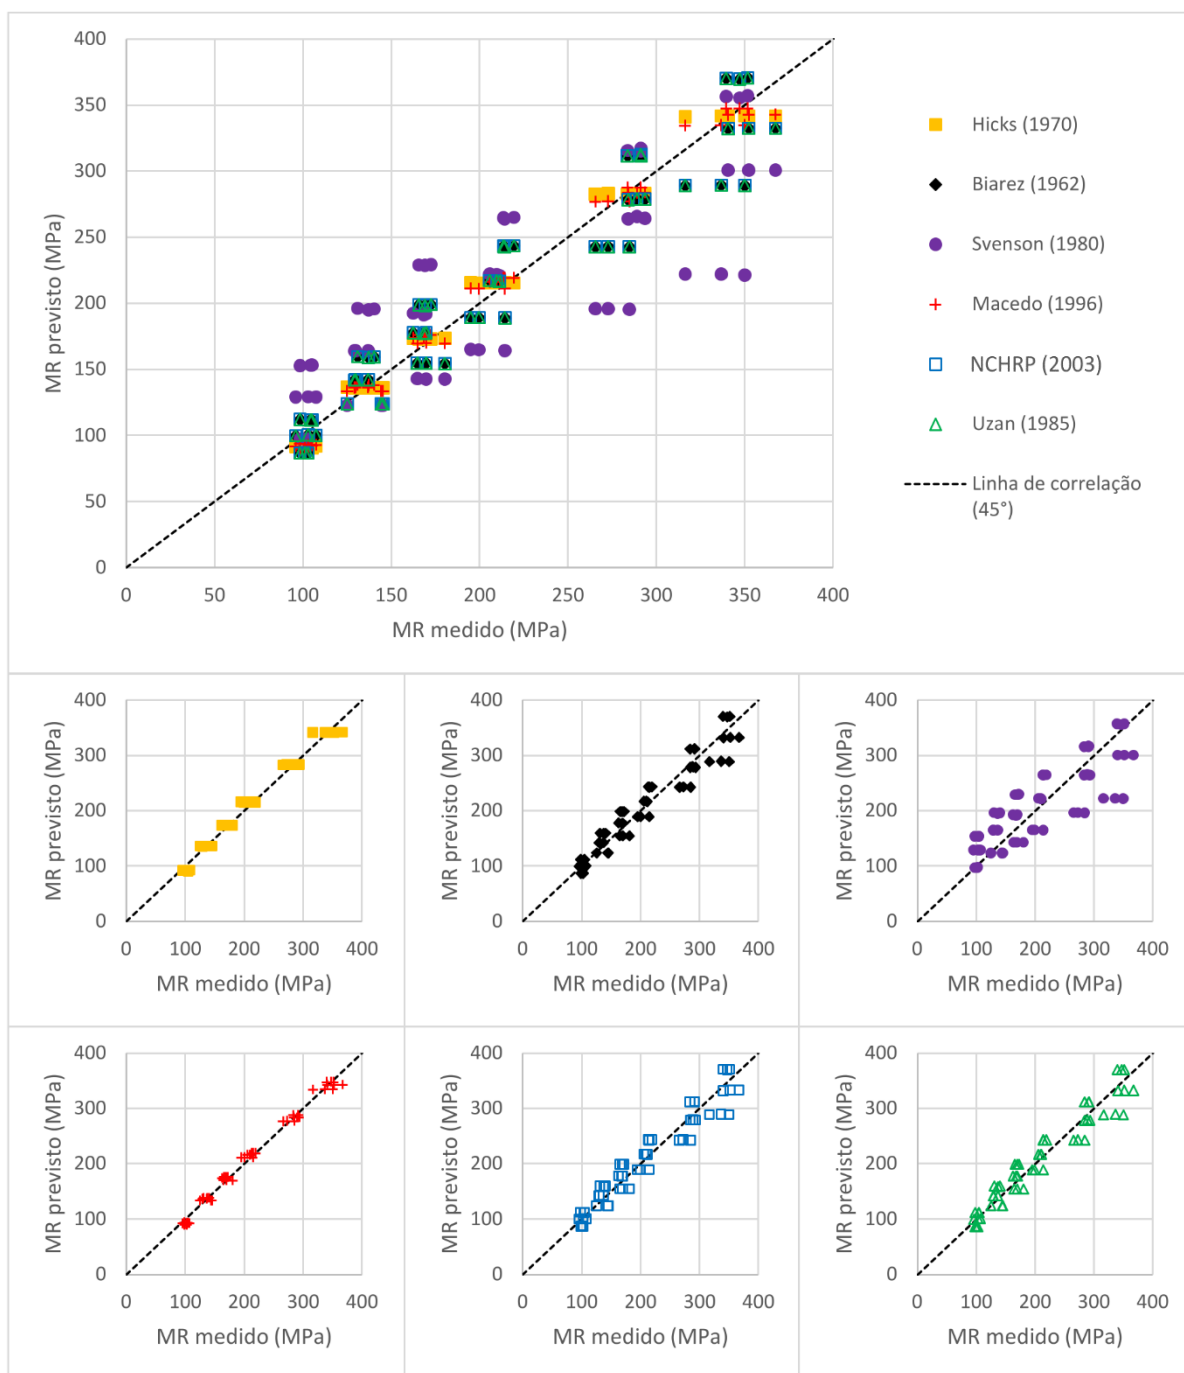 400
350
300
250
200
150
100
50
0
MR previsto (MPa)
0 50 100 150 200 250 300 350 400
MR medido (MPa)
Hicks (1970)
Biarez (1962)
Svenson (1980)
Macedo (1996)
NCHRP (2003)
Uzan (1985)
Linha de correlação
(45°)
400
300
200
100
0
MR previsto (MPa)
0 100 200 300 400
MR medido (MPa)
400
300
200
100
0
MR previsto (MPa)
0 100 200 300 400
MR medido (MPa)
400
300
200
100
0
MR previsto (MPa)
0 100 200 300 400
MR medido (MPa)
400
300
200
100
0
MR previsto (MPa)
0 100 200 300 400
MR medido (MPa)
400
300
200
100
0
MR previsto (MPa)
0 100 200 300 400
MR medido (MPa)
400
300
200
100
0
MR previsto (MPa)
0 100 200 300 400
MR medido (MPa)